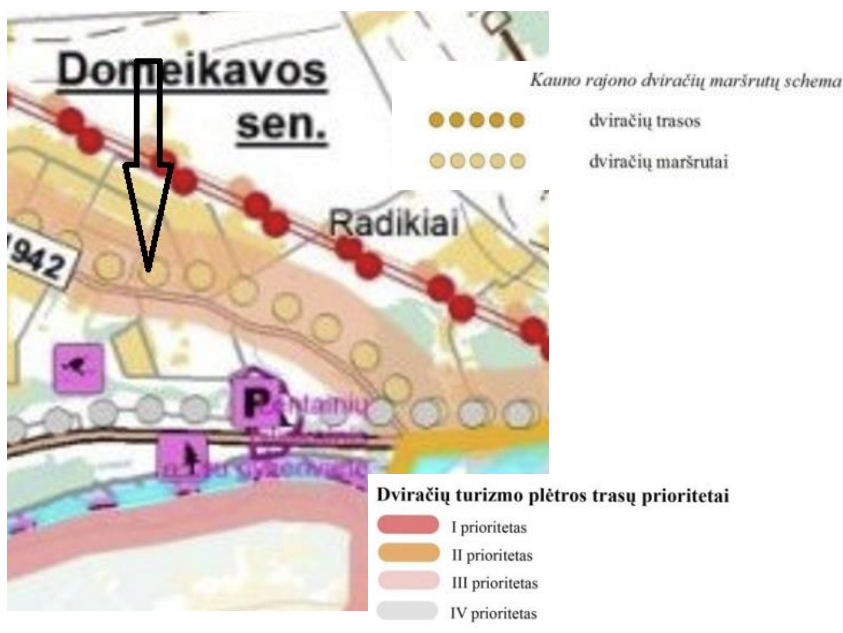 Domeikavos
sen.
Kauno rajono dviračių maršrutų schema
dviračių trasos
dviračių maršrutai
Radikiai
1942
P
Dviračių turizmo plėtros trasų prioritetai
I prioritetas
II prioritetas
III prioritetas
IV prioritetas